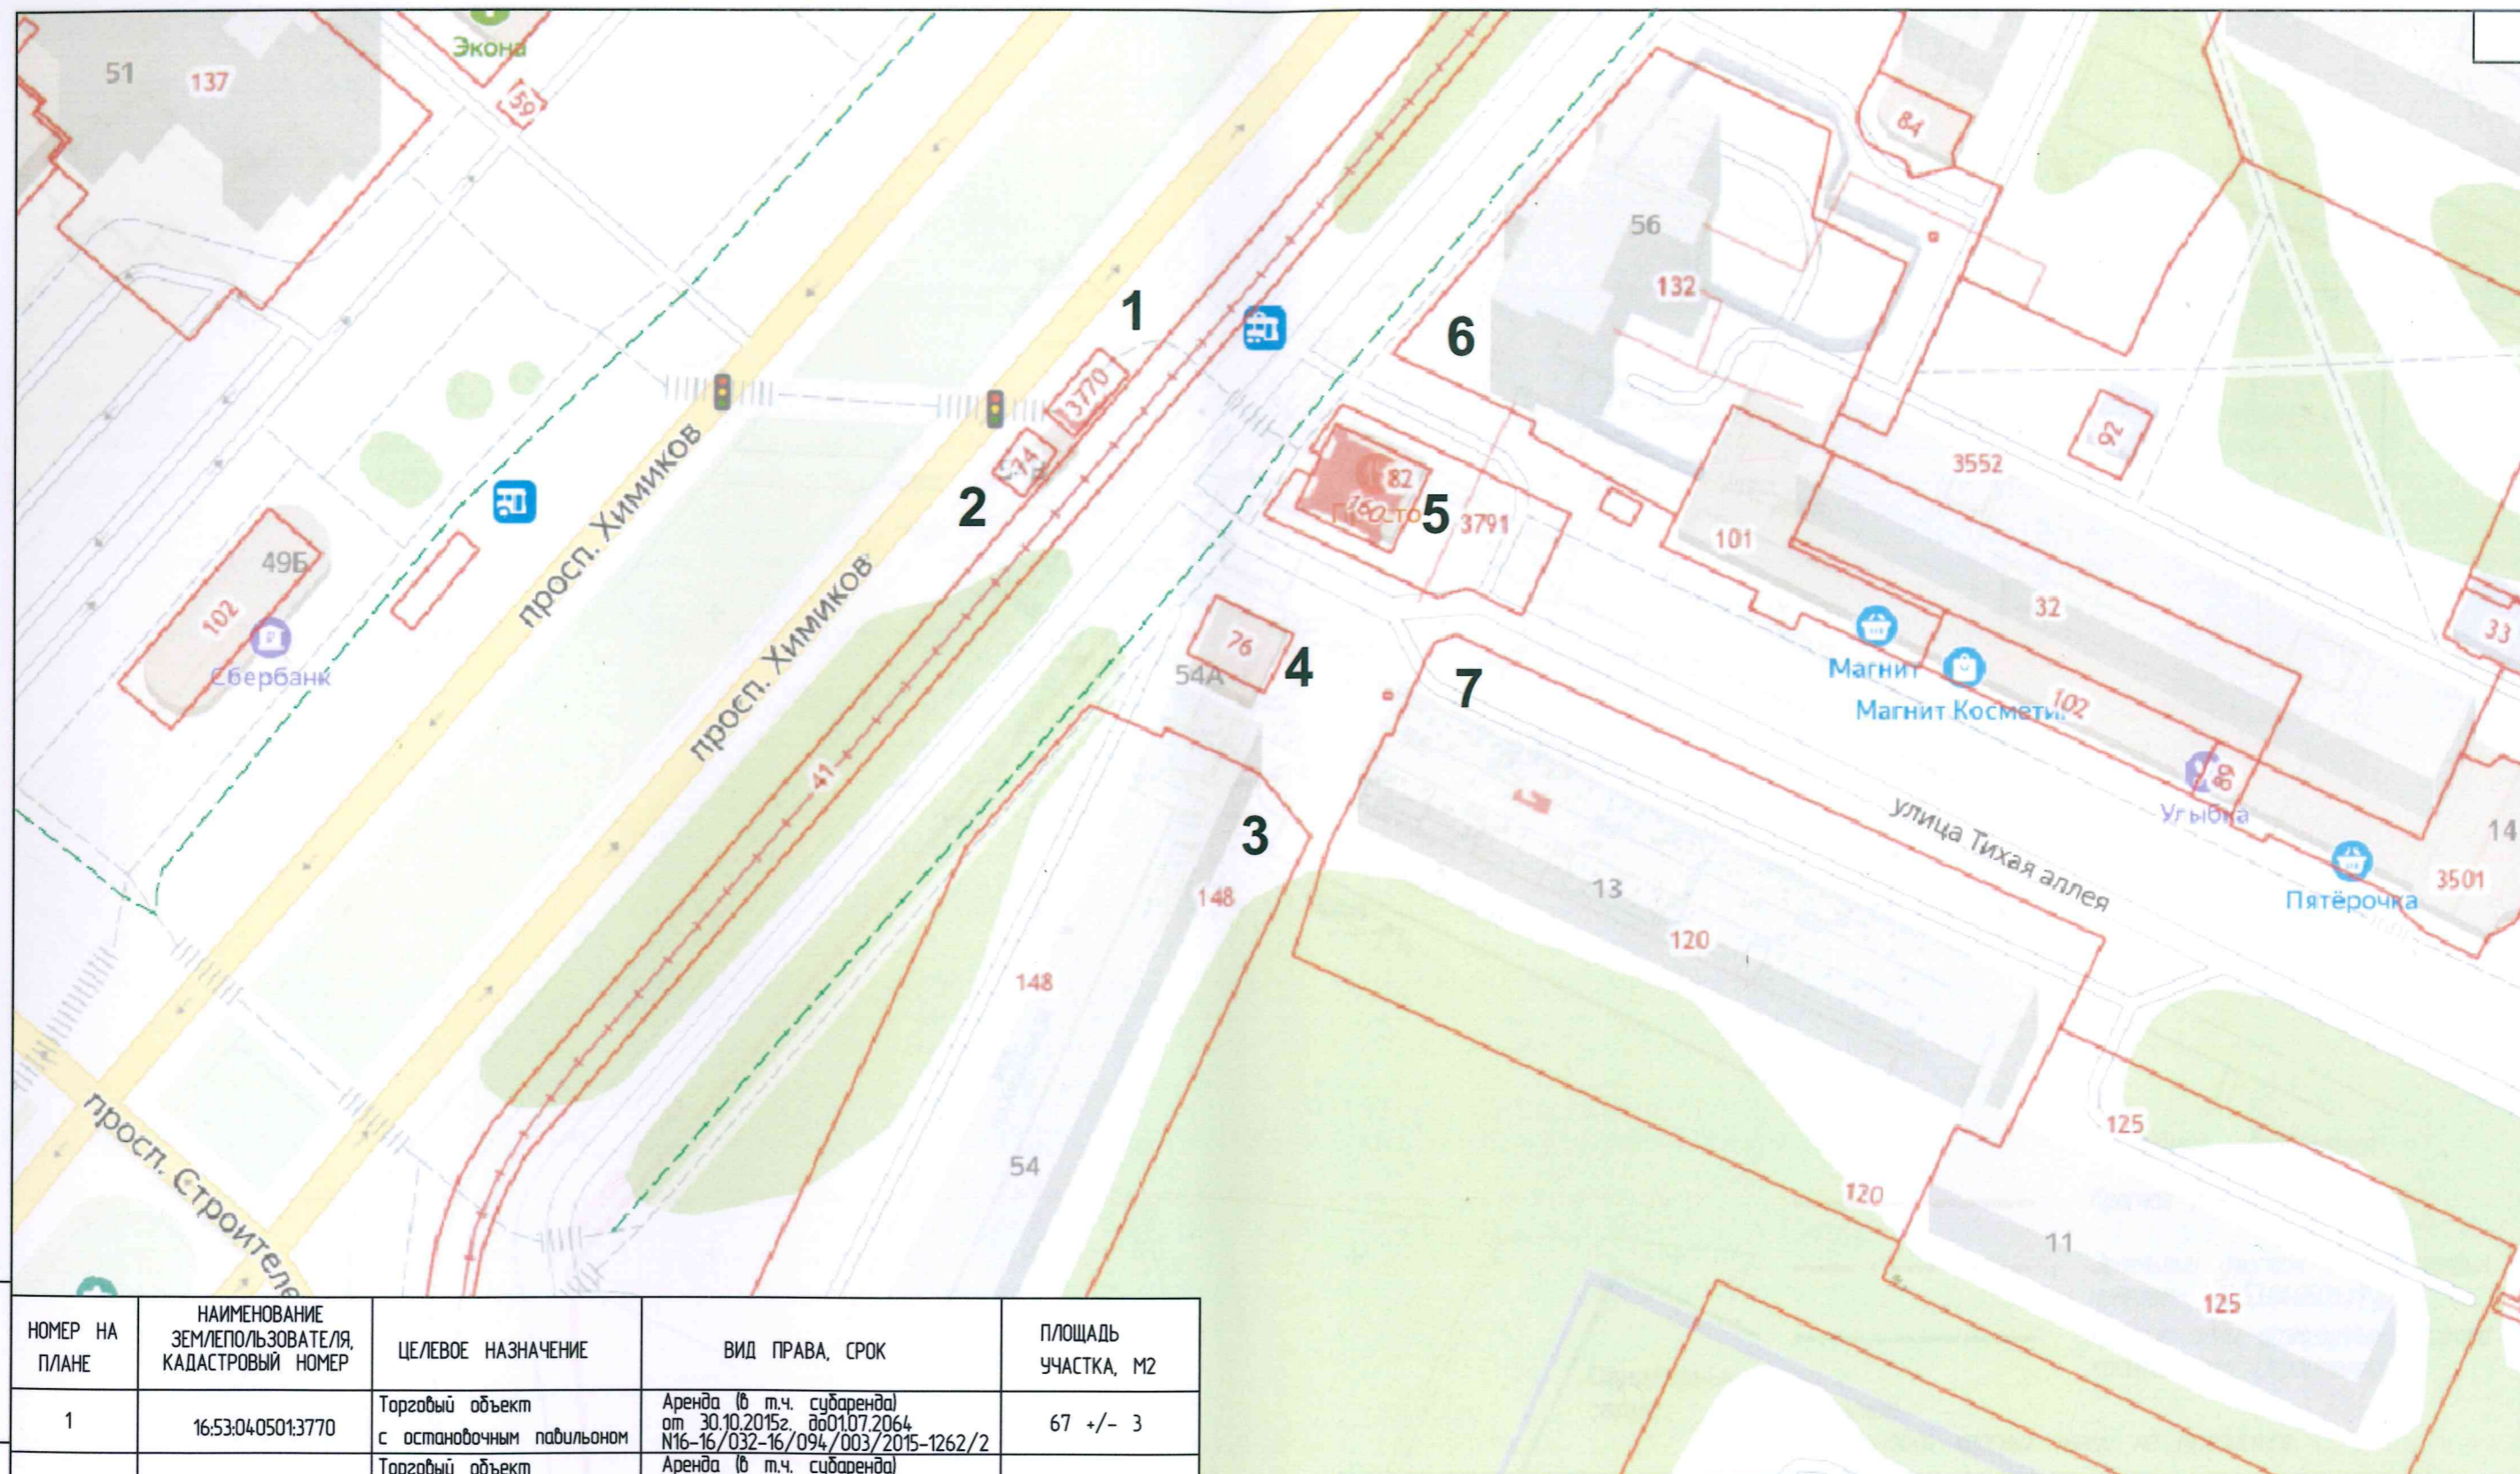 51
137
Экона
59
84
56
132
1
6
13770
74
2
82
160
5
3791
92
3552
101
32
33
просп. Химиков
просп. Химиков
49Б
102
Сбербанк
76
54А
4
7
Магнит
Магнит Космети
102
89
Улыбка
14
Пятёрочка
3501
41
3
148
148
13
120
улица Тихая аллея
125
54
120
11
125
просп. Строителе
НОМЕР НА ПЛАНЕ
НАИМЕНОВАНИЕ ЗЕМЛЕПОЛЬЗОВАТЕЛЯ, КАДАСТРОВЫЙ НОМЕР
ЦЕЛЕВОЕ НАЗНАЧЕНИЕ
ВИД ПРАВА, СРОК
ПЛОЩАДЬ УЧАСТКА, М2
1
16:53:040501:3770
Торговый объект
с остановочным павильоном
Аренда (в т.ч. субаренда)
от 30.10.2015г. до01.07.2064
N16-16/032-16/094/003/2015-1262/2
67 +/- 3
Торговый объект
Аренда (в т.ч. субаренда)